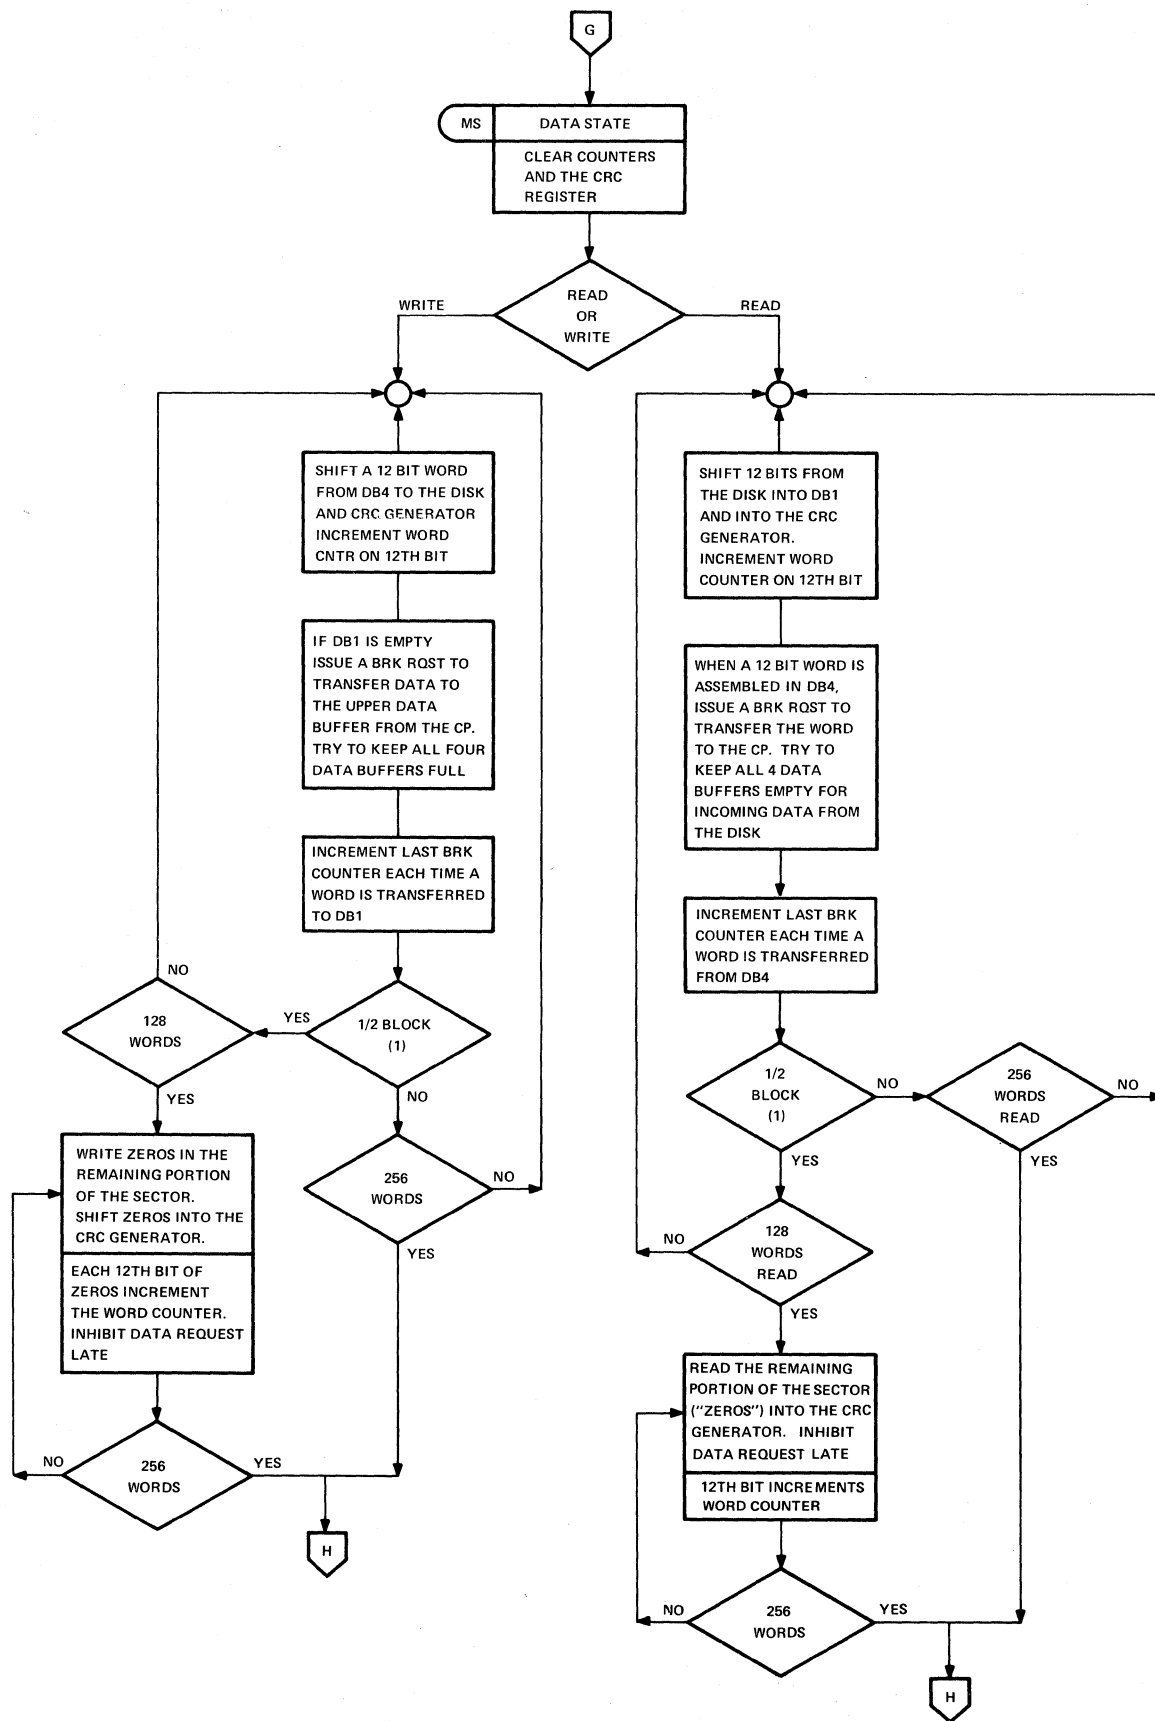 G
MS
DATA STATE
CLEAR COUNTERS
AND THE CRC
REGISTER
READ
OR
WRITE
WRITE
READ
SHIFT A 12 BIT WORD
FROM DB4 TO THE DISK
AND CRC GENERATOR
INCREMENT WORD
CNTR ON 12TH BIT
IF DB1 IS EMPTY
ISSUE A BRK RQST TO
TRANSFER DATA TO
THE UPPER DATA
BUFFER FROM THE CP.
TRY TO KEEP ALL FOUR
DATA BUFFERS FULL
INCREMENT LAST BRK
COUNTER EACH TIME A
WORD IS TRANSFERRED
TO DB1
1/2 BLOCK
(1)
YES
NO
128
WORDS
NO
YES
WRITE ZEROS IN THE
REMAINING PORTION
OF THE SECTOR.
SHIFT ZEROS INTO THE
CRC GENERATOR.
EACH 12TH BIT OF
ZEROS INCREMENT
THE WORD COUNTER.
INHIBIT DATA REQUEST
LATE
256
WORDS
NO
YES
256
WORDS
NO
YES
H
SHIFT 12 BITS FROM
THE DISK INTO DB1
AND INTO THE CRC
GENERATOR.
INCREMENT WORD
COUNTER ON 12TH BIT
WHEN A 12 BIT WORD IS
ASSEMBLED IN DB4,
ISSUE A BRK RQST TO
TRANSFER THE WORD
TO THE CP. TRY TO
KEEP ALL 4 DATA
BUFFERS EMPTY FOR
INCOMING DATA FROM
THE DISK
INCREMENT LAST BRK
COUNTER EACH TIME A
WORD IS TRANSFERRED
FROM DB4
1/2
BLOCK
(1)
NO
YES
256
WORDS
READ
NO
YES
128
WORDS
READ
NO
YES
READ THE REMAINING
PORTION OF THE SECTOR
("ZEROS") INTO THE CRC
GENERATOR. INHIBIT
DATA REQUEST LATE
12TH BIT INCREMENTS
WORD COUNTER
256
WORDS
NO
YES
H